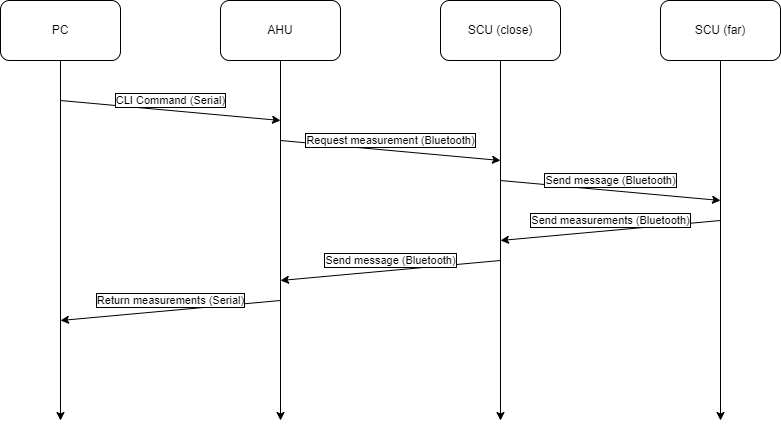 PC
AHU
SCU (close)
SCU (far)
CLI Command (Serial)
Request measurement (Bluetooth)
Send message (Bluetooth)
Send measurements (Bluetooth)
Send message (Bluetooth)
Return measurements (Serial)